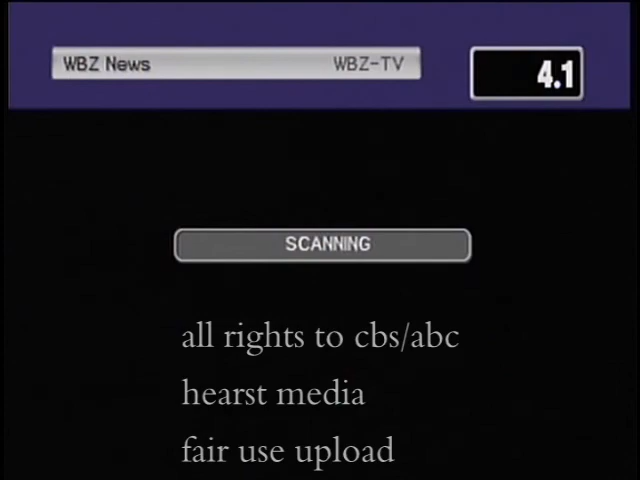 WBZ News WBZ-TV 4.1
SCANNING
all rights to cbs/abc
hearst media
fair use upload